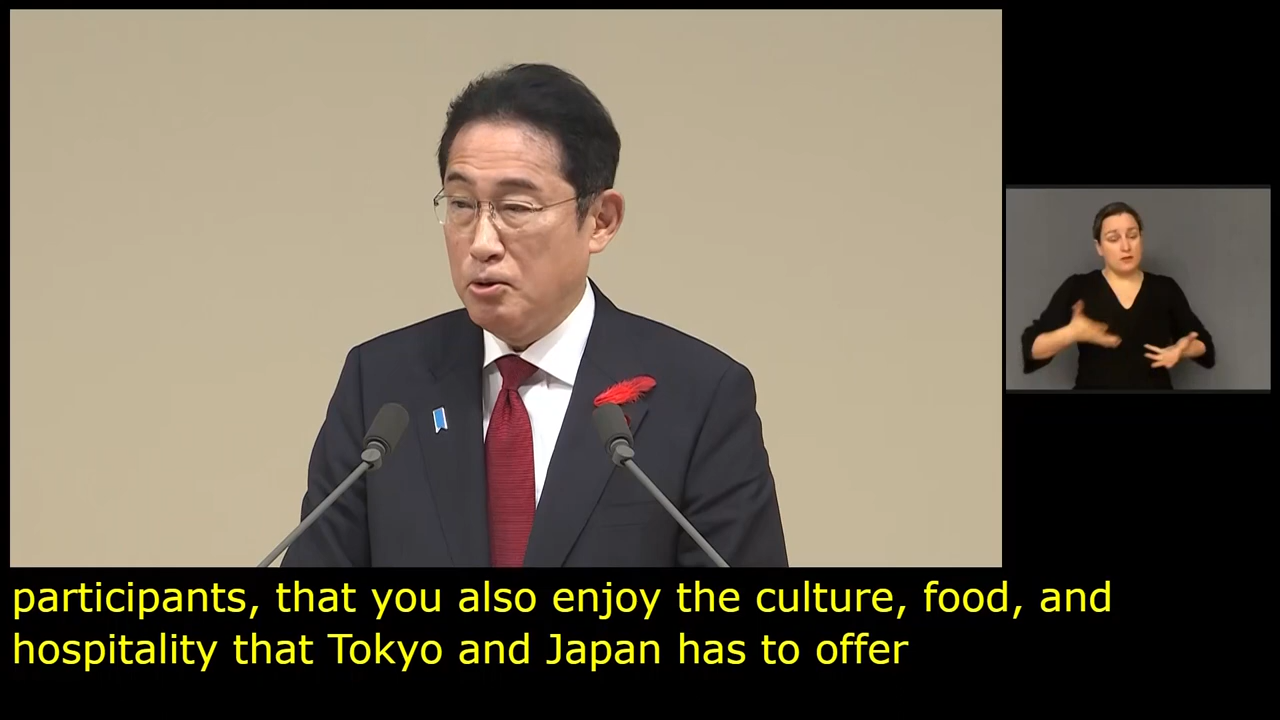 participants, that you also enjoy the culture, food, and
hospitality that Tokyo and Japan has to offer